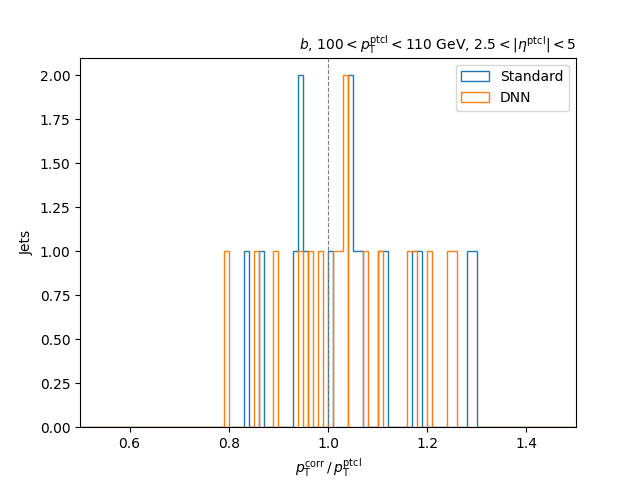 b, 100 < p_T^ptcl < 110 GeV, 2.5 < |η^ptcl| < 5
Standard
DNN
2.00
1.75
1.50
1.25
1.00
0.75
0.50
0.25
0.00
Jets
0.6 0.8 1.0 1.2 1.4
p_T^corr / p_T^ptcl